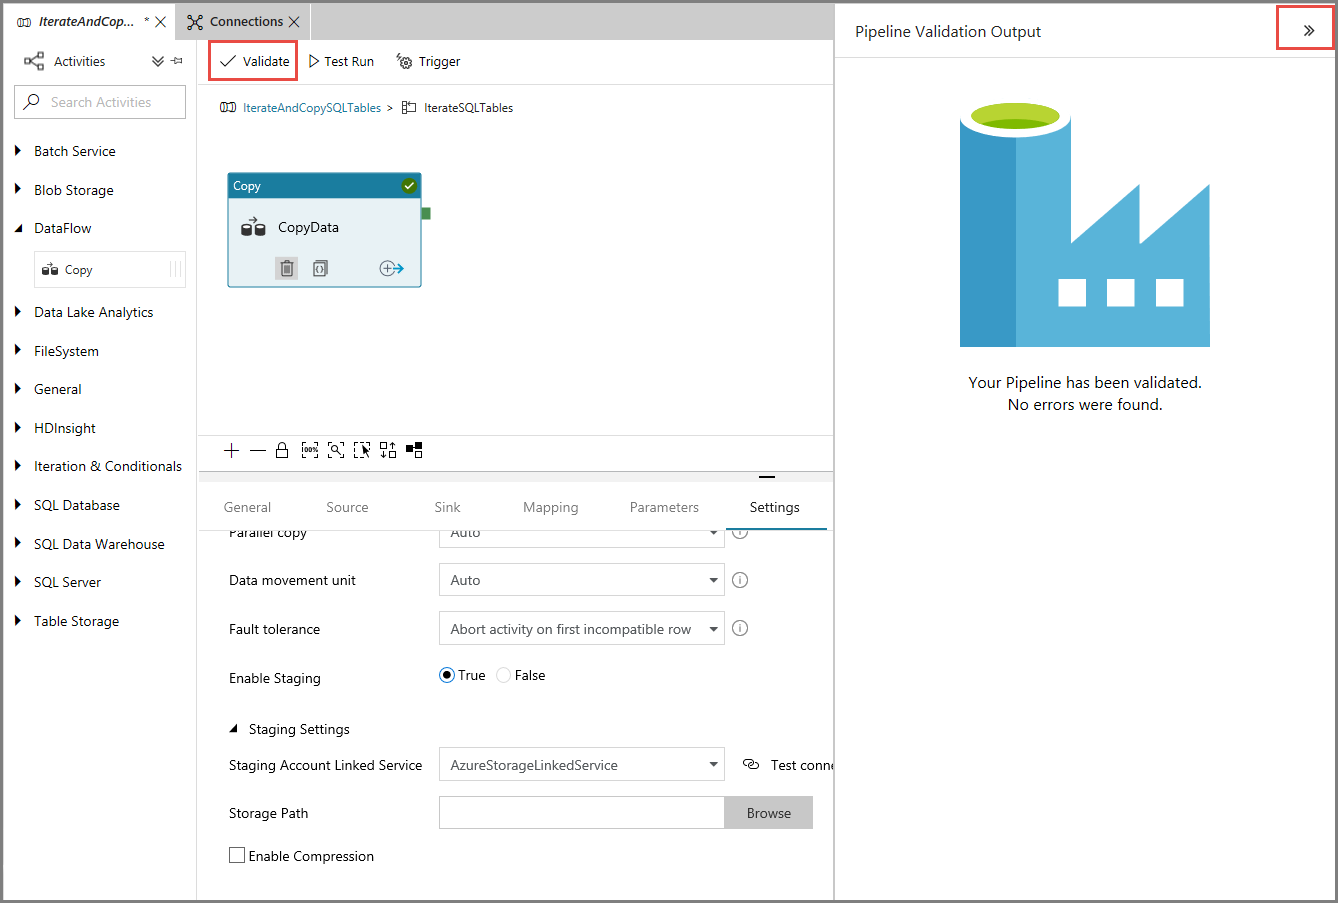 IterateAndCop... *
Connections
Activities
Search Activities
Batch Service
Blob Storage
DataFlow
Copy
Data Lake Analytics
FileSystem
General
HDInsight
Iteration & Conditionals
SQL Database
SQL Data Warehouse
SQL Server
Table Storage
Validate
Test Run
Trigger
IterateAndCopySQLTables > IterateSQLTables
Copy
CopyData
100%
General
Source
Sink
Mapping
Parameters
Settings
Parallel copy
Auto
Data movement unit
Auto
Fault tolerance
Abort activity on first incompatible row
Enable Staging
True
False
Staging Settings
Staging Account Linked Service
AzureStorageLinkedService
Test conne
Storage Path
Browse
Enable Compression
Pipeline Validation Output
Your Pipeline has been validated.
No errors were found.